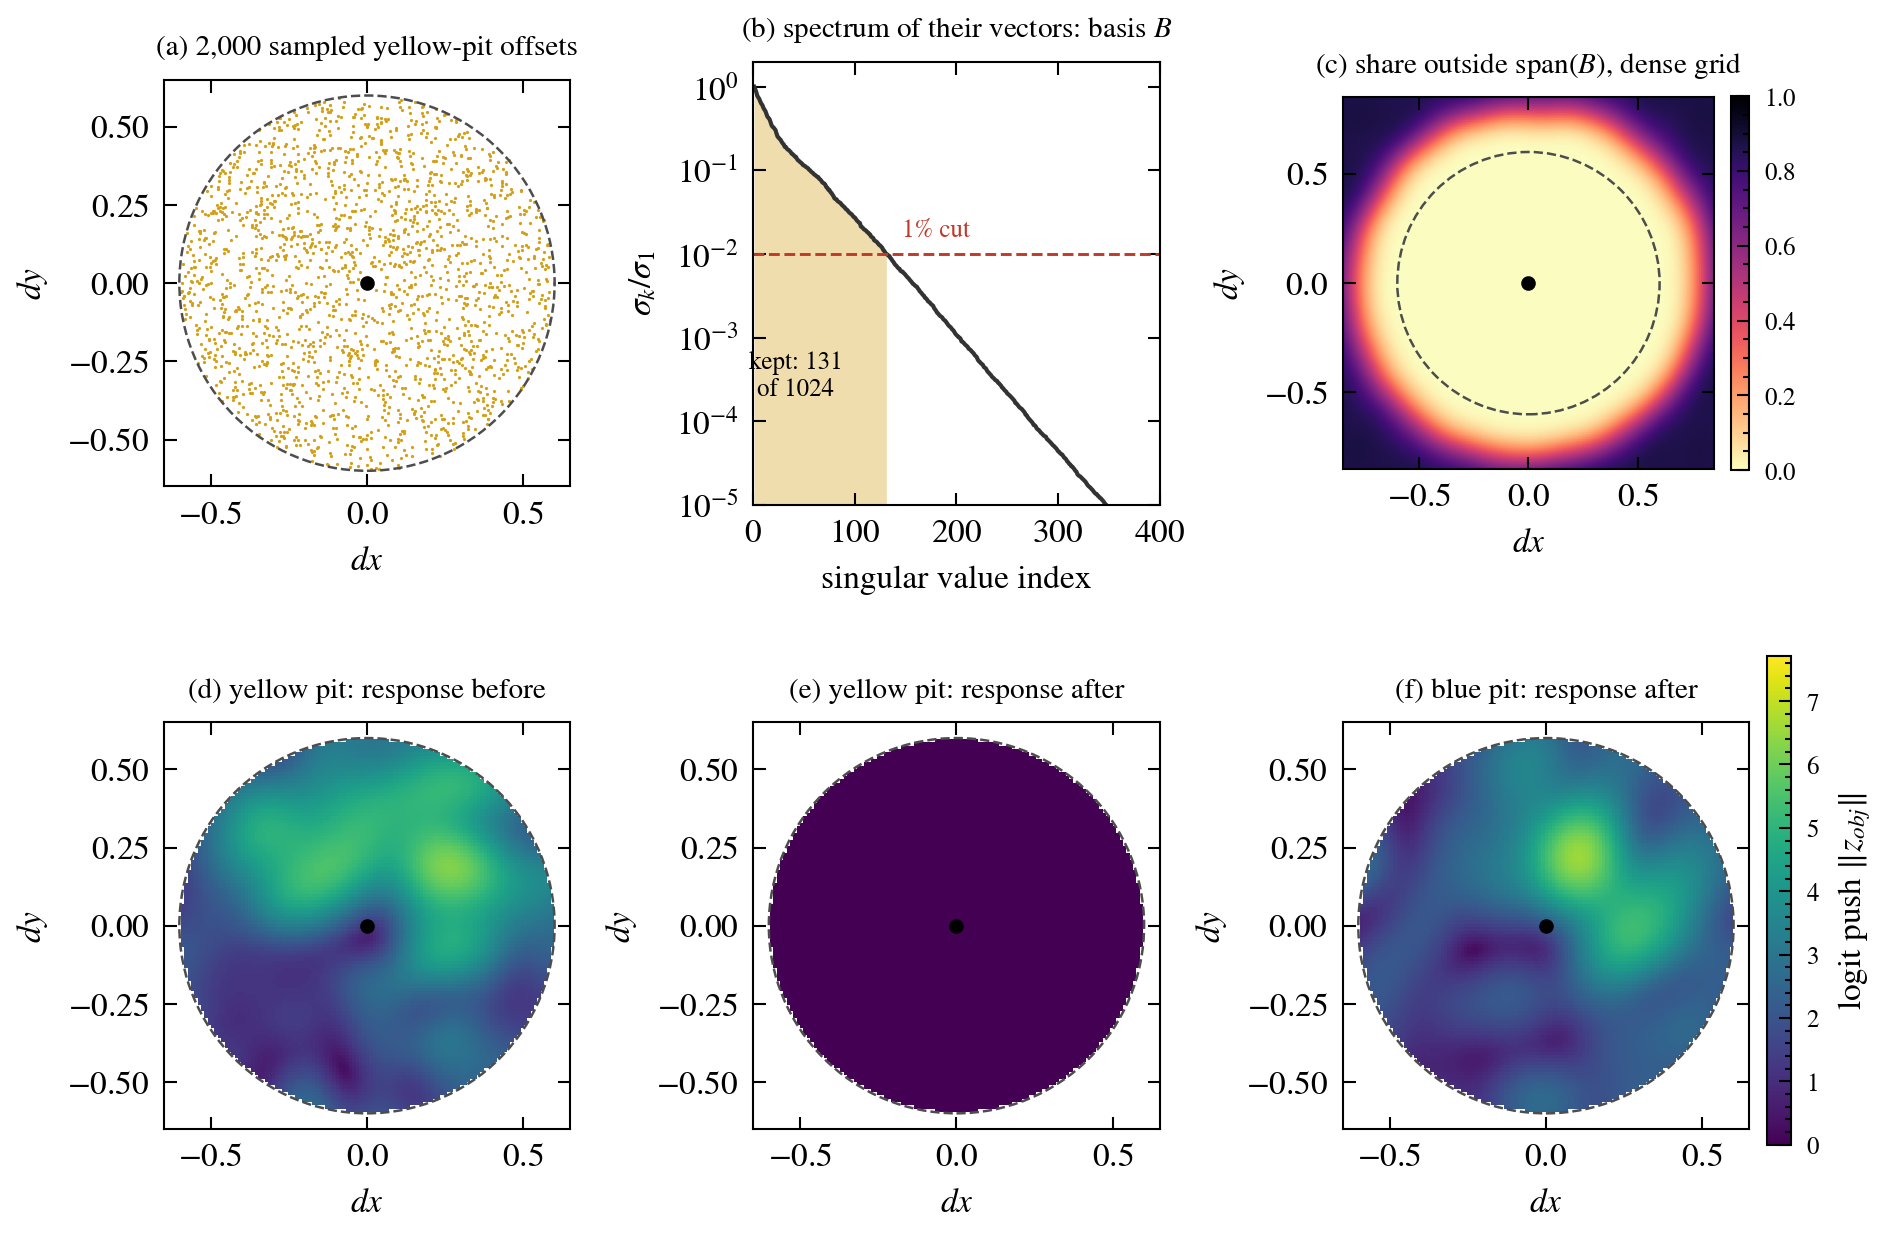 (a) 2,000 sampled yellow-pit offsets
0.50
0.25
0.00
−0.25
−0.50
dy
−0.5
0.0
0.5
dx
(b) spectrum of their vectors: basis B
10⁰
10⁻¹
10⁻²
10⁻³
10⁻⁴
10⁻⁵
σₖ/σ₁
1% cut
kept: 131
of 1024
0
100
200
300
400
singular value index
(c) share outside span(B), dense grid
0.5
0.0
−0.5
dy
−0.5
0.0
0.5
dx
1.0
0.8
0.6
0.4
0.2
0.0
(d) yellow pit: response before
0.50
0.25
0.00
−0.25
−0.50
dy
−0.5
0.0
0.5
dx
(e) yellow pit: response after
0.50
0.25
0.00
−0.25
−0.50
dy
−0.5
0.0
0.5
dx
(f) blue pit: response after
0.50
0.25
0.00
−0.25
−0.50
dy
−0.5
0.0
0.5
dx
7
6
5
4
3
2
1
0
logit push ||z_obj||